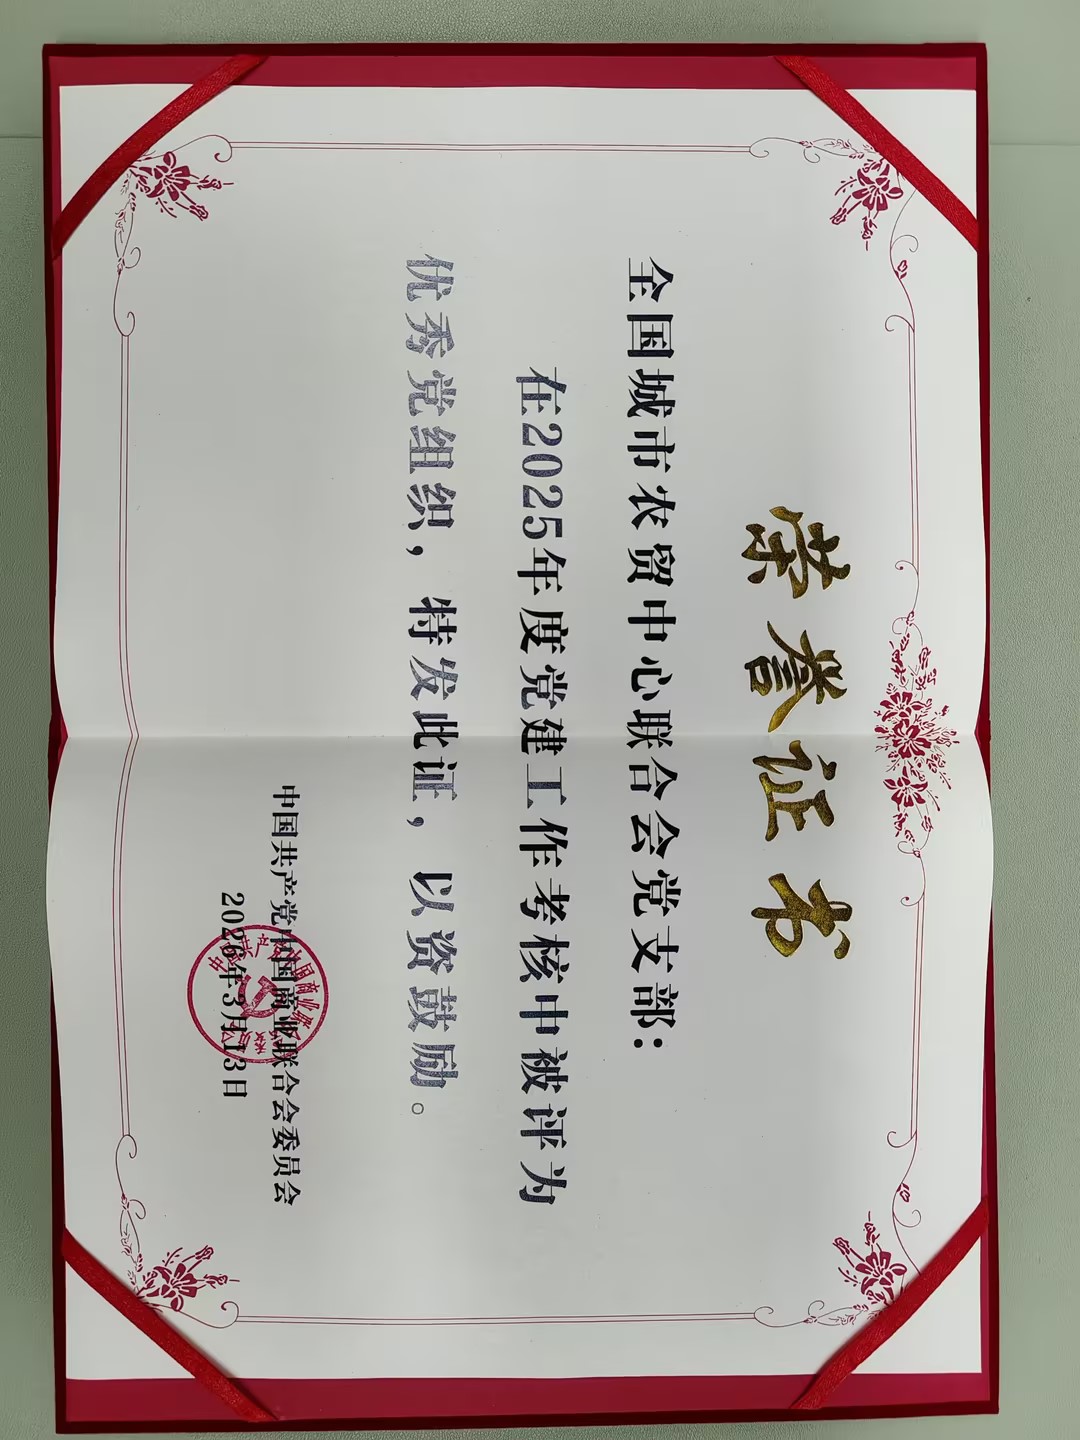 荣誉证书
全国城市农贸中心联合会党支部：
在2025年度党建工作考核中被评为
优秀党组织，特发此证，以资鼓励。
中国共产党中国商业联合会委员会
2026年3月13日